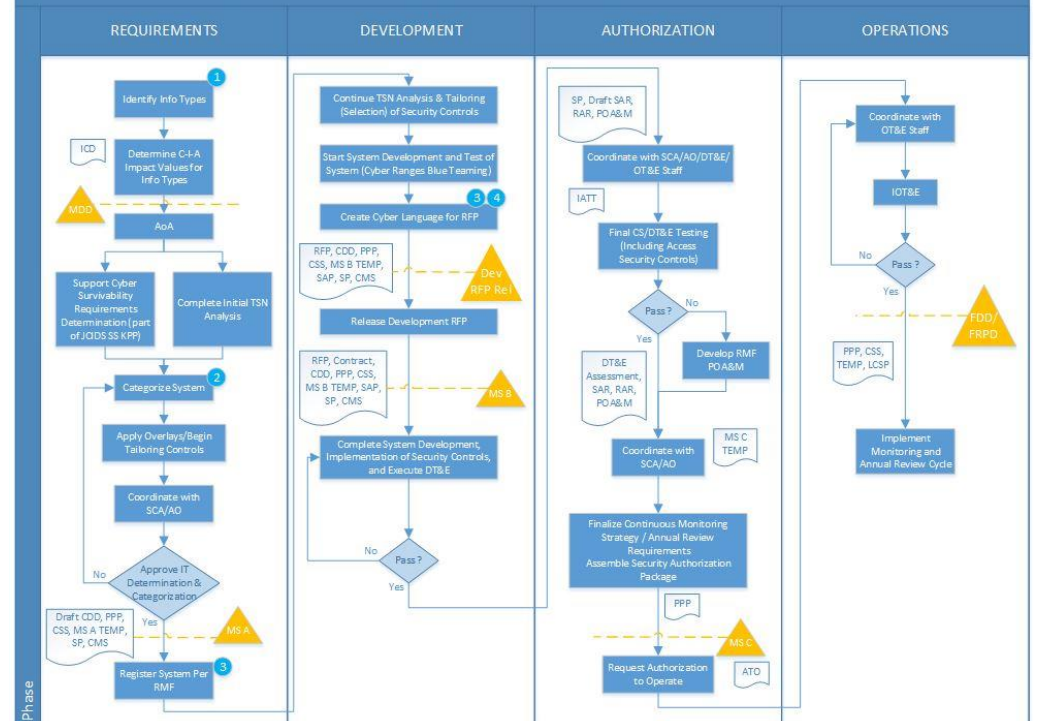 REQUIREMENTS
DEVELOPMENT
AUTHORIZATION
OPERATIONS
Phase
1
Identify Info Types
ICD
Determine C-I-A
Impact Values for
Info Types
MDD
AoA
Support Cyber
Survivability
Requirements
Determination (part
of JCIDS SS KPP)
Complete Initial TSN
Analysis
2
Categorize System
Apply Overlays/Begin
Tailoring Controls
Coordinate with
SCA/AO
No
Approve IT
Determination &
Categorization
Yes
Draft CDD, PPP,
CSS, MS A TEMP,
SP, CMS
MS A
3
Register System Per
RMF
Continue TSN Analysis & Tailoring
(Selection) of Security Controls
Start System Development and Test of
System (Cyber Ranges Blue Teaming)
3
4
Create Cyber Language for RFP
RFP, CDD, PPP,
CSS, MS B TEMP,
SAP, SP, CMS
Dev
RFP Rel
Release Development RFP
RFP, Contract,
CDD, PPP, CSS,
MS B TEMP, SAP,
SP, CMS
MS B
Complete System Development,
Implementation of Security Controls,
and Execute DT&E
No
Pass ?
Yes
SP, Draft SAR,
RAR, POA&M
Coordinate with SCA/AO/DT&E/
OT&E Staff
IATT
Final CS/DT&E Testing
(Including Access
Security Controls)
No
Pass ?
Yes
Develop RMF
POA&M
DT&E
Assessment,
SAR, RAR,
POA&M
MS C
TEMP
Coordinate with
SCA/AO
Finalize Continuous Monitoring
Strategy / Annual Review
Requirements
Assemble Security Authorization
Package
PPP
MS C
Request Authorization
to Operate
ATO
Coordinate with
OT&E Staff
IOT&E
No
Pass ?
Yes
FDD/
FRPD
PPP, CSS,
TEMP, LCSP
Implement
Monitoring and
Annual Review Cycle